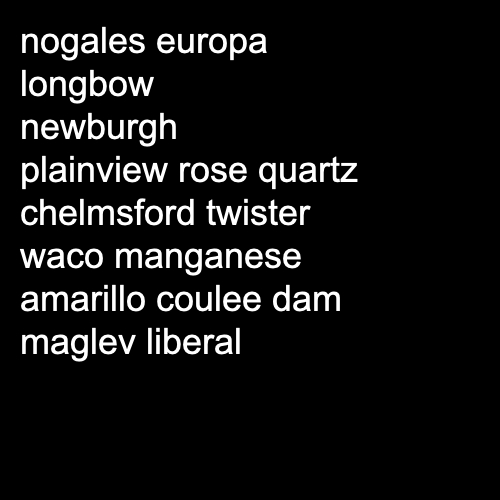 nogales europa
longbow
newburgh
plainview rose quartz
chelmsford twister
waco manganese
amarillo coulee dam
maglev liberal